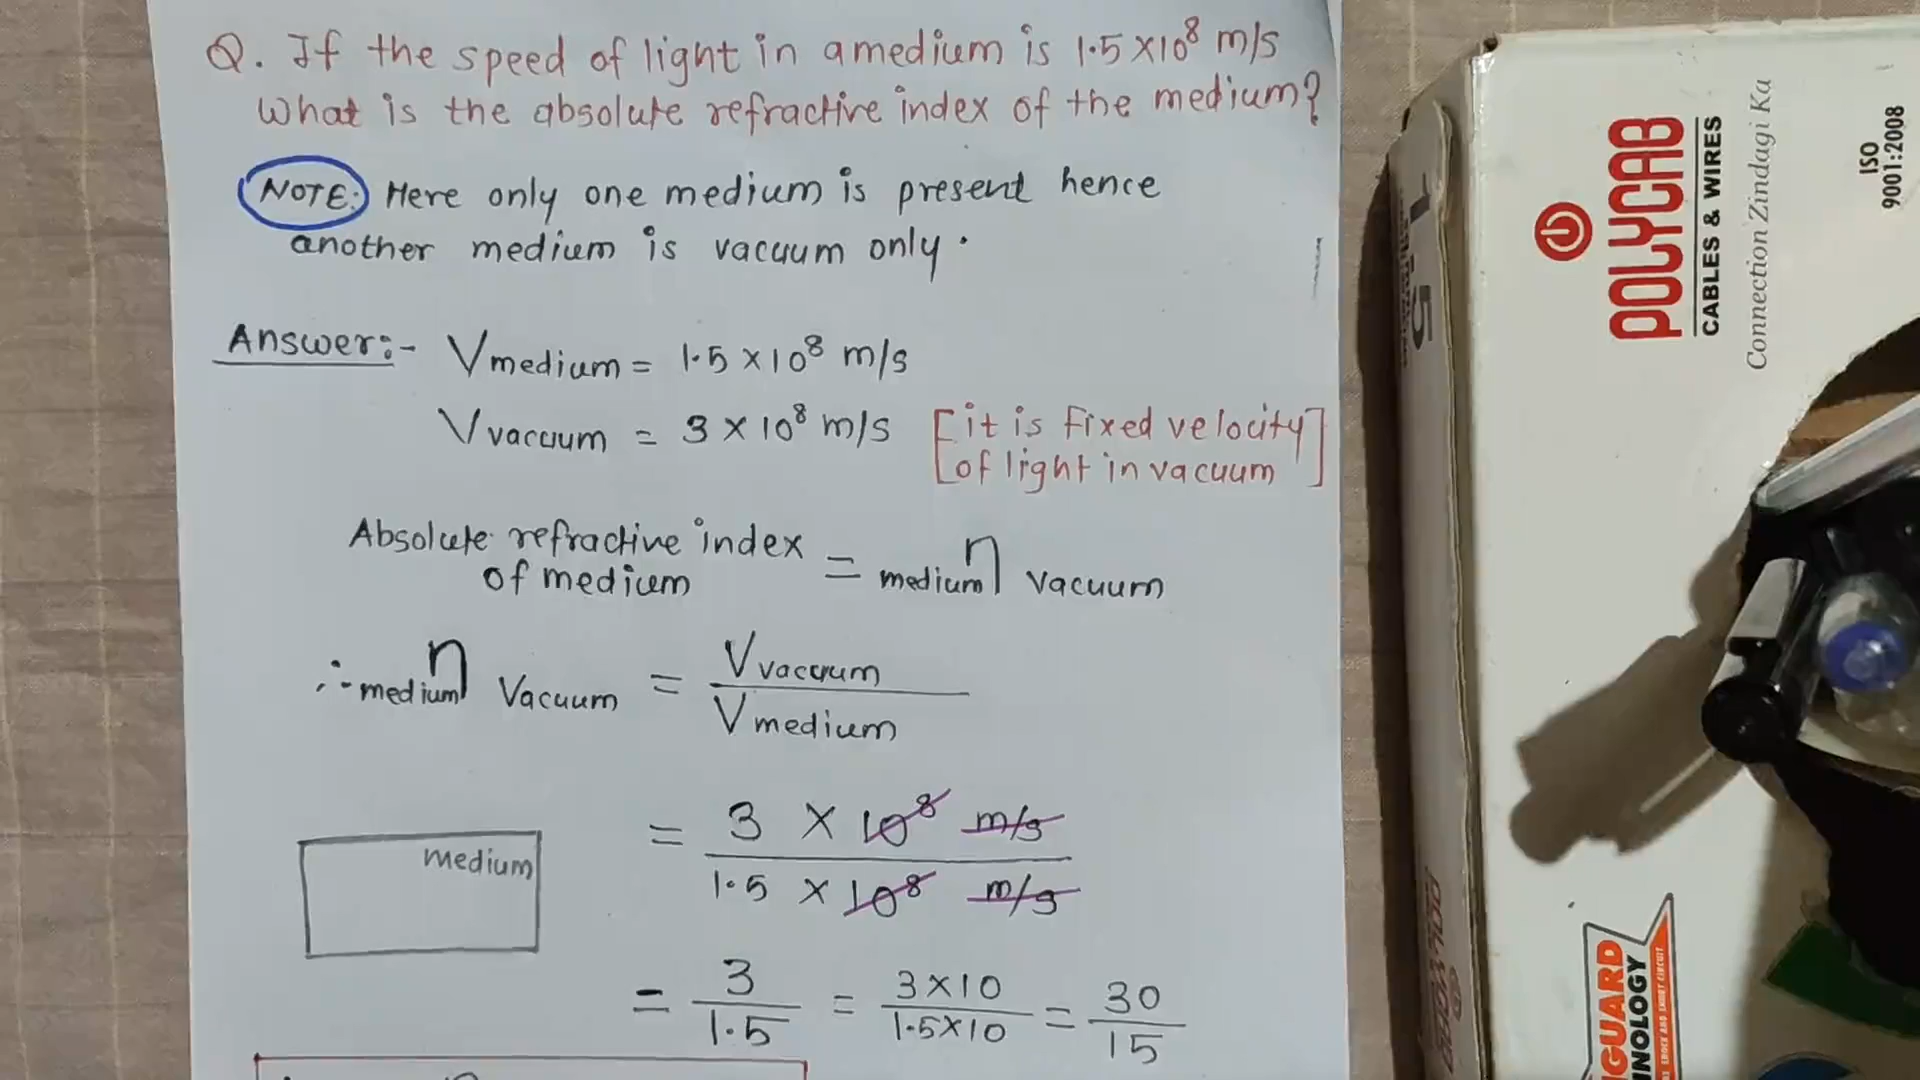 Q. If the speed of light in a medium is 1.5 × 10⁸ m/s
What is the absolute refractive index of the medium?
NOTE: Here only one medium is present hence
another medium is vacuum only.
Answer:- Vmedium = 1.5 × 10⁸ m/s
Vvacuum = 3 × 10⁸ m/s [it is fixed velocity
of light in vacuum]
Absolute refractive index
of medium = medium n vacuum
∴ medium n Vacuum = Vvacuum / Vmedium
= 3 × 10⁸ m/s / 1.5 × 10⁸ m/s
medium
= 3 / 1.5 = 3×10 / 1.5×10 = 30 / 15
POLYCAB
CABLES & WIRES
Connection Zindagi Ka
ISO
9001:2008
1
5
GUARD
NOLOGY